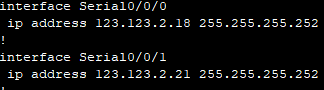 interface Serial0/0/0
 ip address 123.123.2.18 255.255.255.252
!
interface Serial0/0/1
 ip address 123.123.2.21 255.255.255.252
!